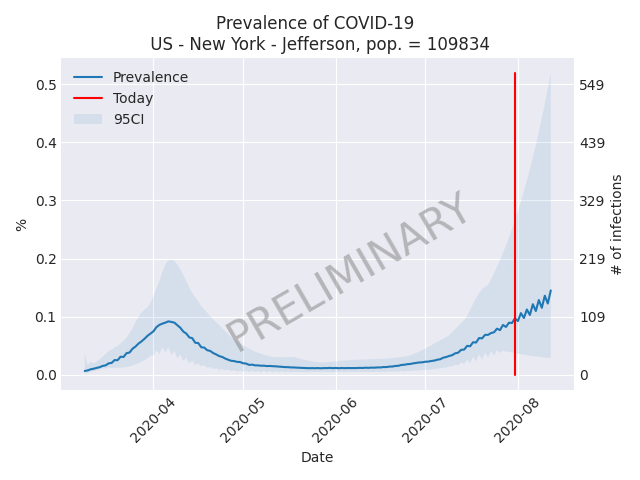 Prevalence of COVID-19
US - New York - Jefferson, pop. = 109834
Prevalence
Today
95CI
0.5
0.4
0.3
0.2
0.1
0.0
%
549
439
329
219
109
0
# of infections
PRELIMINARY
2020-04
2020-05
2020-06
2020-07
2020-08
Date